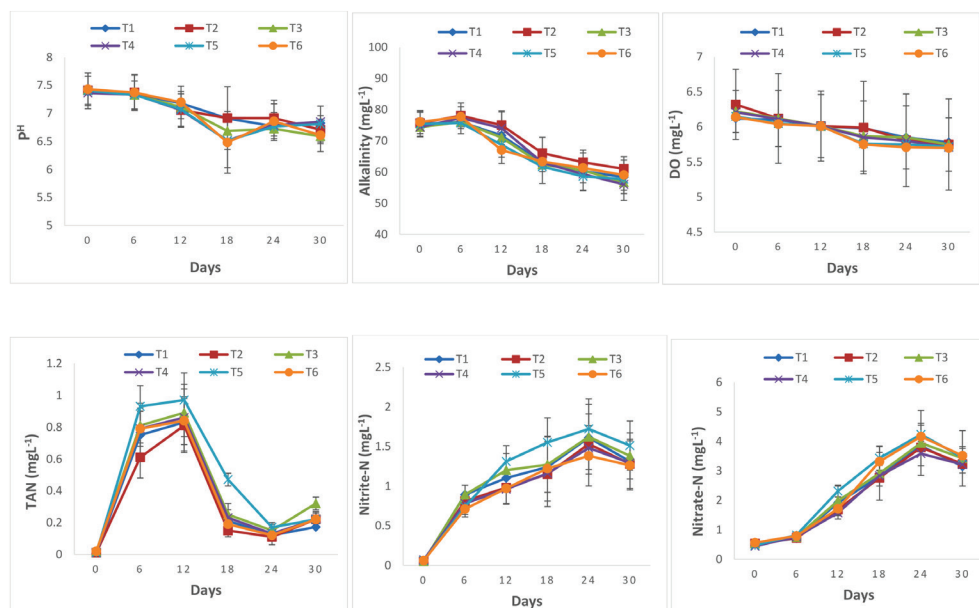 T1 T2 T3
T4 T5 T6
8
7.5
7
6.5
6
5.5
5
P^H
0 6 12 18 24 30
Days
T1 T2 T3
T4 T5 T6
100
90
80
70
60
50
40
Alkalinity (mgL⁻¹)
0 6 12 18 24 30
Days
T1 T2 T3
T4 T5 T6
7
6.5
6
5.5
5
4.5
DO (mgL⁻¹)
0 6 12 18 24 30
Days
T1 T2 T3
T4 T5 T6
1.2
1
0.8
0.6
0.4
0.2
0
TAN (mgL⁻¹)
0 6 12 18 24 30
Days
T1 T2 T3
T4 T5 T6
2.5
2
1.5
1
0.5
0
Nitrite-N (mgL⁻¹)
0 6 12 18 24 30
Days
T1 T2 T3
T4 T5 T6
6
5
4
3
2
1
0
Nitrate-N (mgL⁻¹)
0 6 12 18 24 30
Days